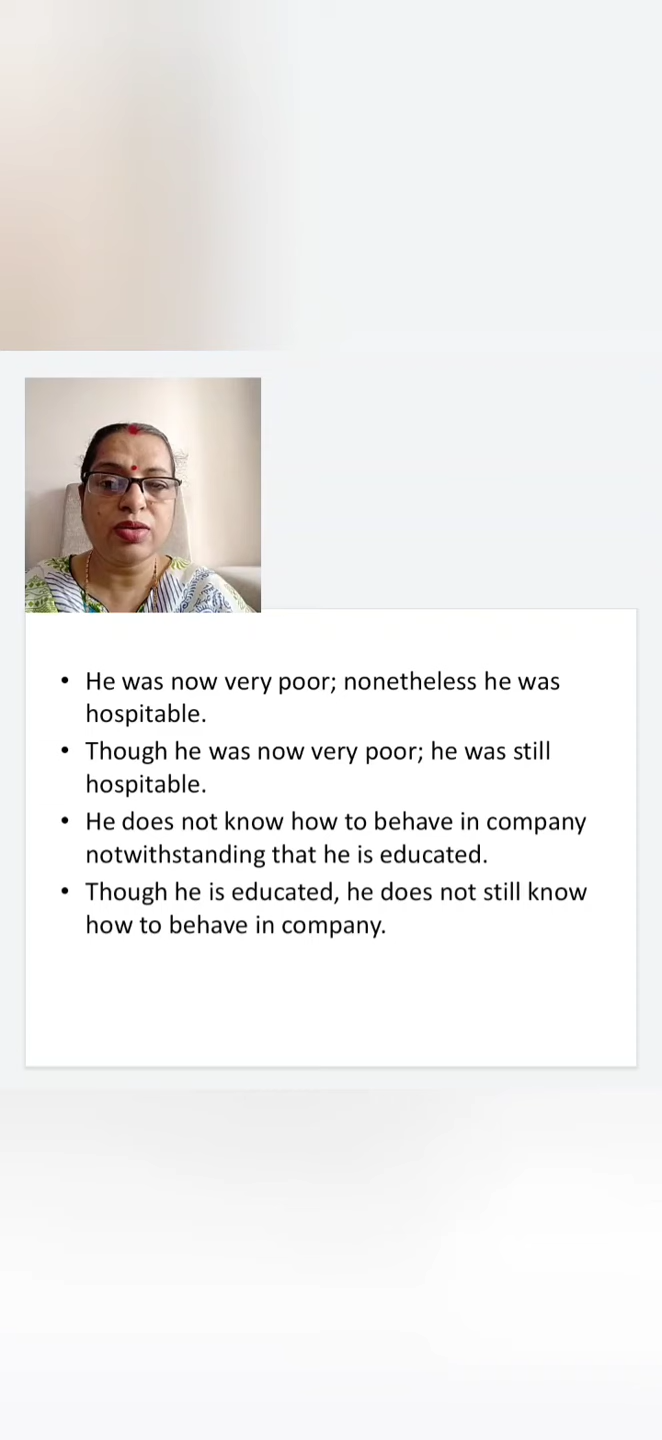 • He was now very poor; nonetheless he was
hospitable.
• Though he was now very poor; he was still
hospitable.
• He does not know how to behave in company
notwithstanding that he is educated.
• Though he is educated, he does not still know
how to behave in company.